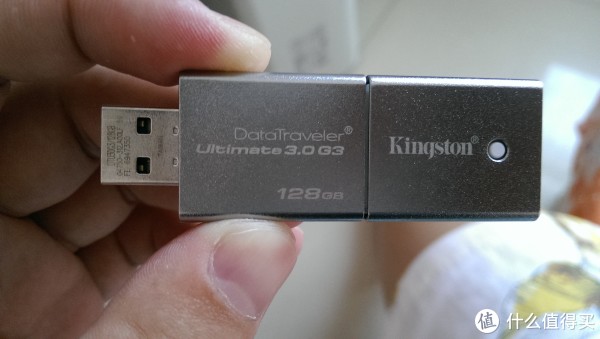 DataTraveler®
Ultimate 3.0 G3
128GB
Kingston®
值 什么值得买